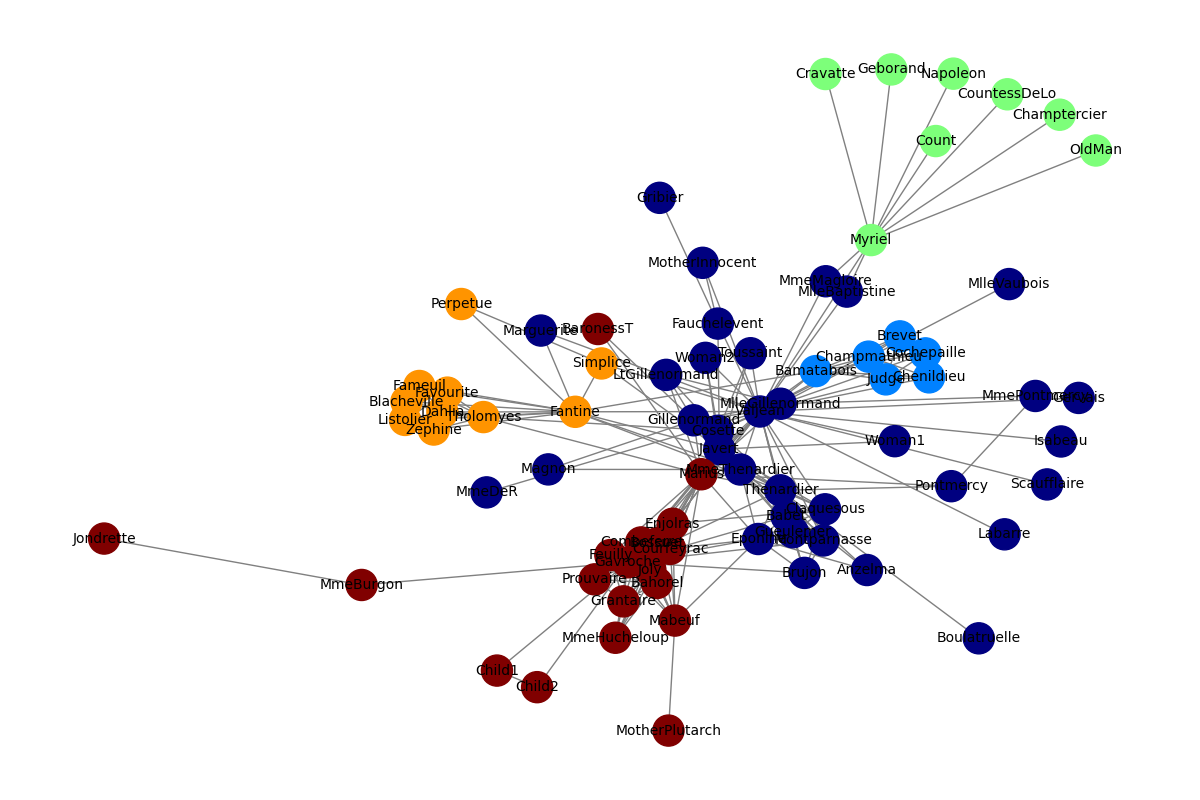 Geborand
Cravatte
Napoleon
CountessDeLo
Champtercier
Count
OldMan
Gribier
Myriel
MotherInnocent
MmeMagloire
MlleVaubois
MlleBaptistine
Perpetue
Fauchelevent
BaronessT
Marguerite
Brevet
Woman2
Toussaint
Cochepaille
Champmathieu
Simplice
LtGillenormand
Bamatabois
Judge
Chenildieu
Fameuil
Favourite
MmePontmercy
Gervais
Blacheville
MlleGillenormand
Valjean
Dahlia
Fantine
Tholomyes
Listolier
Gillenormand
Zephine
Cosette
Woman1
Isabeau
Javert
Magnon
MmeThenardier
Marius
Scaufflaire
Pontmercy
MmeDeR
Thenardier
Claquesous
Babet
Enjolras
Gueulemer
Labarre
Jondrette
Eponine
Montparnasse
Combeferre
Bossuet
Courfeyrac
Feuilly
Gavroche
Joly
Anzelma
Brujon
Prouvaire
Bahorel
MmeBurgon
Grantaire
Mabeuf
MmeHucheloup
Boulatruelle
Child1
Child2
MotherPlutarch